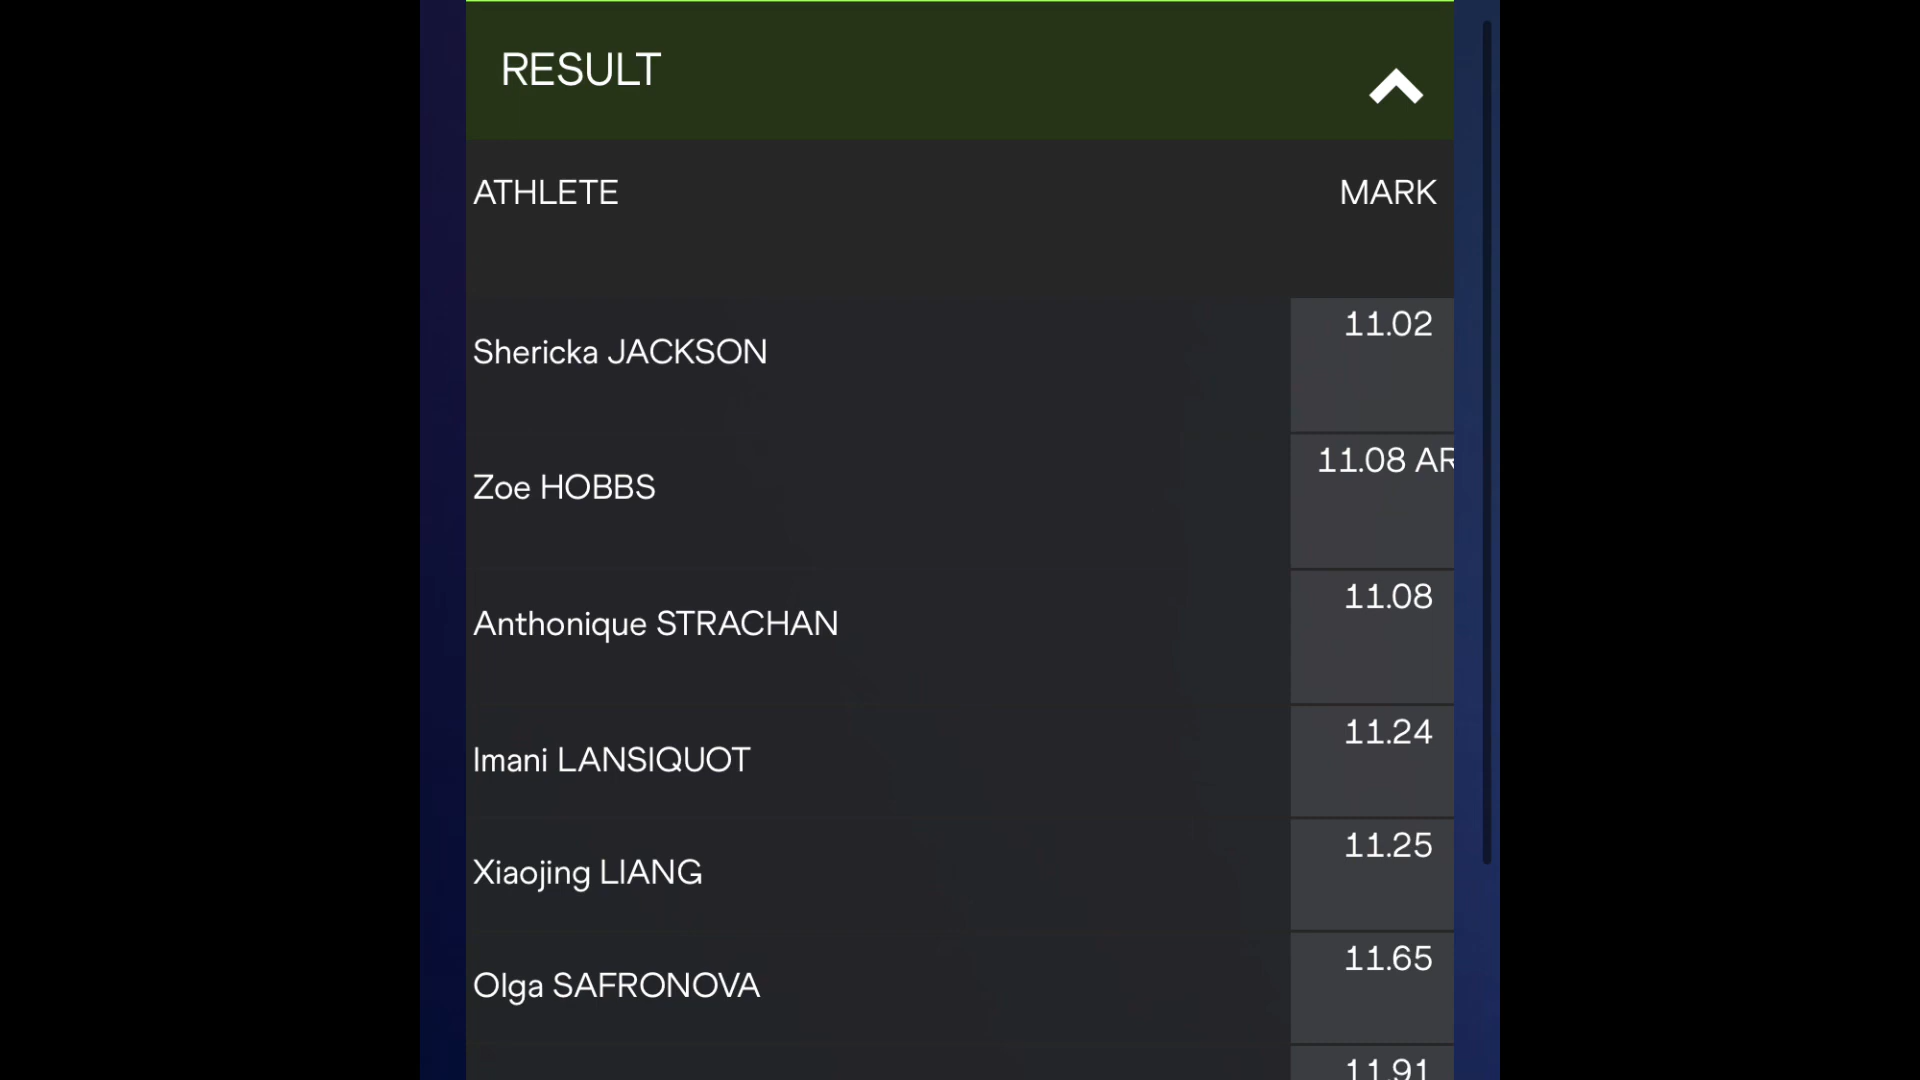 RESULT
ATHLETE MARK
Shericka JACKSON 11.02
Zoe HOBBS 11.08 AR
Anthonique STRACHAN 11.08
Imani LANSIQUOT 11.24
Xiaojing LIANG 11.25
Olga SAFRONOVA 11.65
11.91